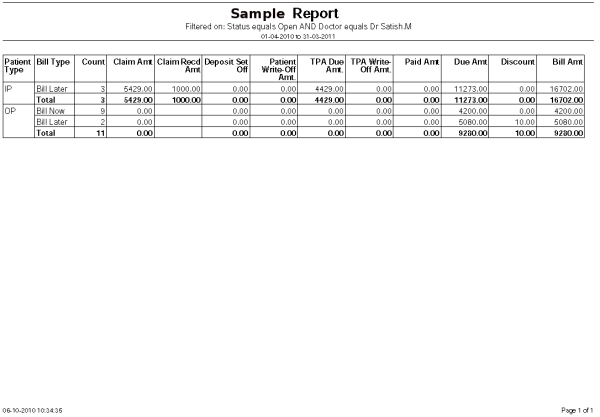 Sample Report
Filtered on: Status equals Open AND Doctor equals Dr Satish.M
01-04-2010 to 31-03-2011
Patient Type Bill Type Count Claim Amt Claim Recd Amt Deposit Set Off Patient Write-Off Amt. TPA Due Amt. TPA Write-Off Amt. Paid Amt Due Amt Discount Bill Amt
IP Bill Later 3 5429.00 1000.00 0.00 0.00 4429.00 0.00 0.00 11273.00 0.00 16702.00
Total 3 5429.00 1000.00 0.00 0.00 4429.00 0.00 0.00 11273.00 0.00 16702.00
OP Bill Now 9 0.00 0.00 0.00 0.00 0.00 0.00 4200.00 0.00 4200.00
Bill Later 2 0.00 0.00 0.00 0.00 0.00 0.00 5080.00 10.00 5080.00
Total 11 0.00 0.00 0.00 0.00 0.00 0.00 9280.00 10.00 9280.00
06-10-2010 10:34:35 Page 1 of 1